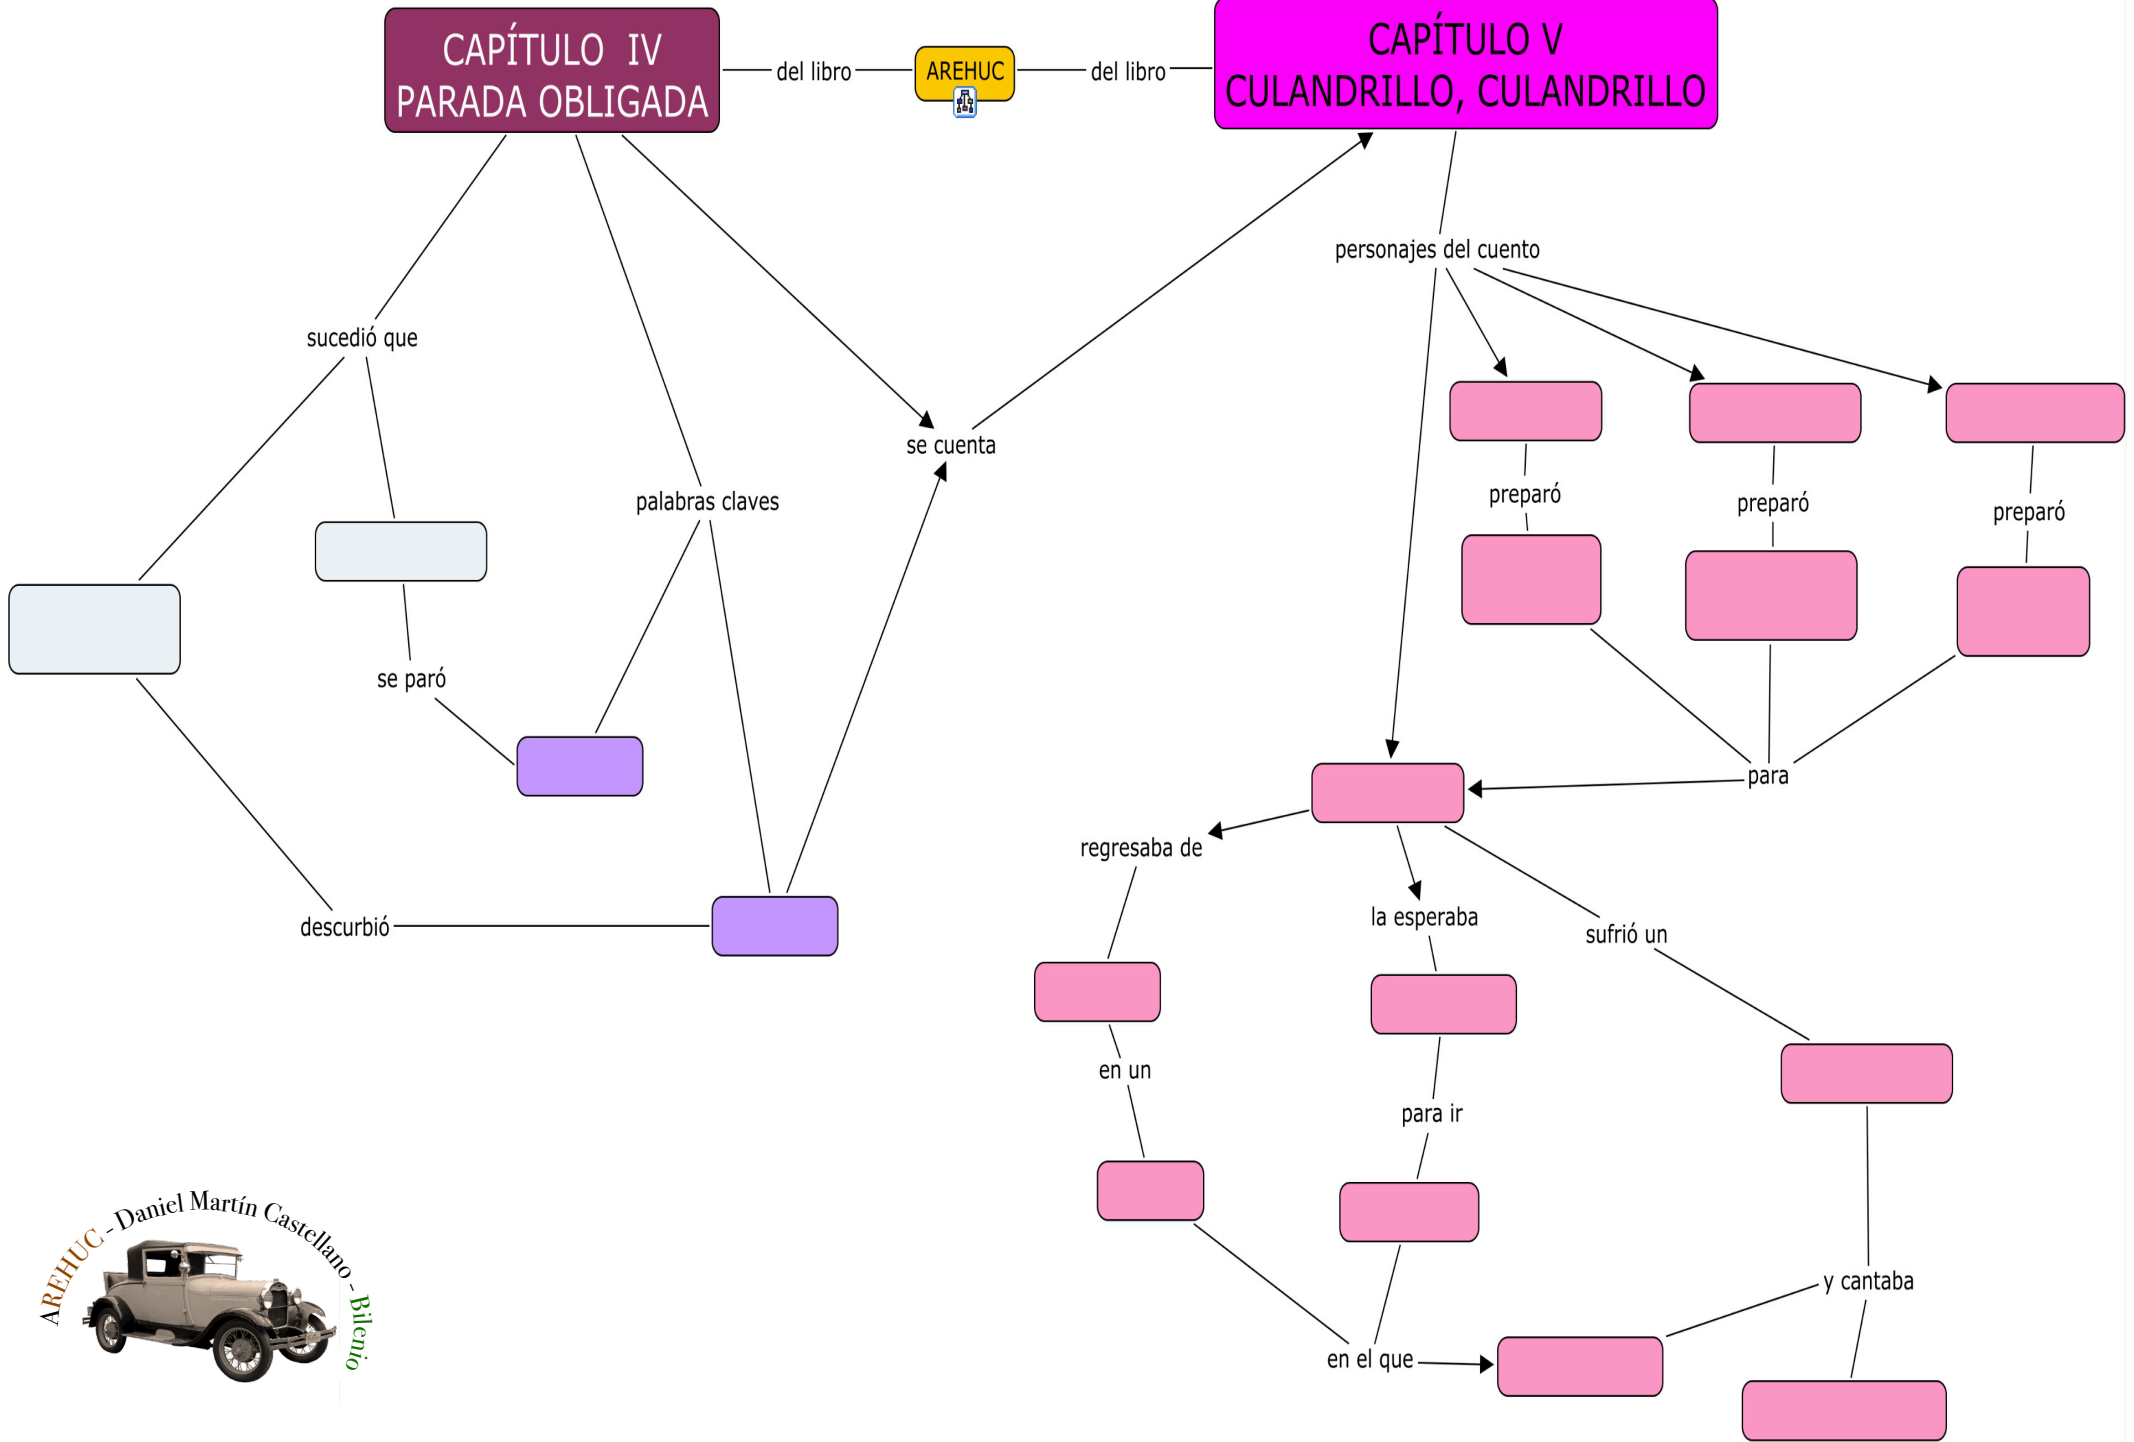 CAPÍTULO  IV
PARADA OBLIGADA
del libro
AREHUC
del libro
CAPÍTULO V
CULANDRILLO, CULANDRILLO
personajes del cuento
sucedió que
se cuenta
palabras claves
preparó
preparó
preparó
se paró
para
regresaba de
la esperaba
descurbió
sufrió un
en un
para ir
y cantaba
en el que
AREHUC - Daniel Martín Castellano - Bilenio